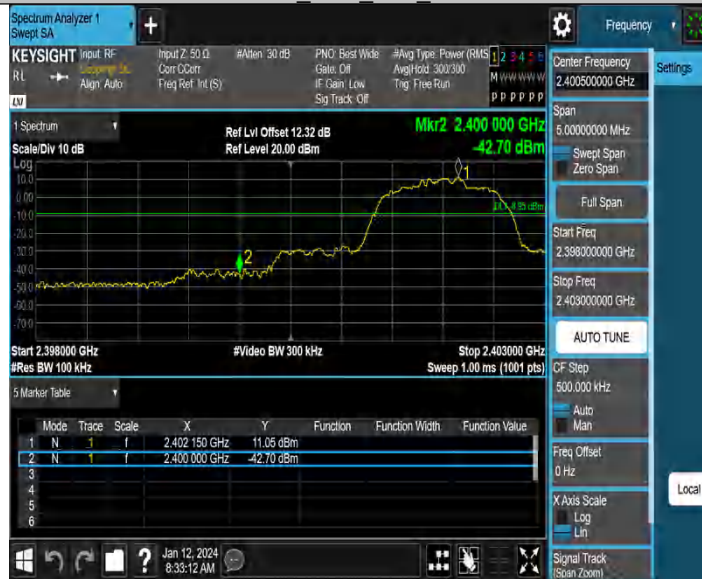 Spectrum Analyzer 1
Swept SA
+
Frequency
KEYSIGHT Input: RF
RL
Align: Auto
Input Z: 50 Ω
Corr CCorr
Freq Ref: Int (S)
#Atten: 30 dB
PNO: Best Wide
Gate: Off
IF Gain: Low
Sig Track: Off
#Avg Type: Power (RMS
Avg|Hold: 300/300
Trig: Free Run
1 2 3 4 5 6
M W W W W W
P P P P P P
LXI
Center Frequency
2.400500000 GHz
Settings
Span
5.00000000 MHz
Swept Span
Zero Span
Full Span
Start Freq
2.398000000 GHz
Stop Freq
2.403000000 GHz
AUTO TUNE
CF Step
500.000 kHz
Auto
Man
Freq Offset
0 Hz
X Axis Scale
Log
Lin
Signal Track
(Span Zoom)
Local
1 Spectrum
Scale/Div 10 dB
Ref Lvl Offset 12.32 dB
Ref Level 20.00 dBm
Mkr2 2.400 000 GHz
-42.70 dBm
Log
10.0
0.00
-10.0
-20.0
-30.0
-40.0
-50.0
-60.0
-70.0
1
2
Start 2.398000 GHz
#Res BW 100 kHz
#Video BW 300 kHz
Stop 2.403000 GHz
Sweep 1.00 ms (1001 pts)
5 Marker Table
Mode Trace Scale X Y Function Function Width Function Value
1 N 1 f 2.402 150 GHz 11.05 dBm
2 N 1 f 2.400 000 GHz -42.70 dBm
3
4
5
6
?
Jan 12, 2024
8:33:12 AM